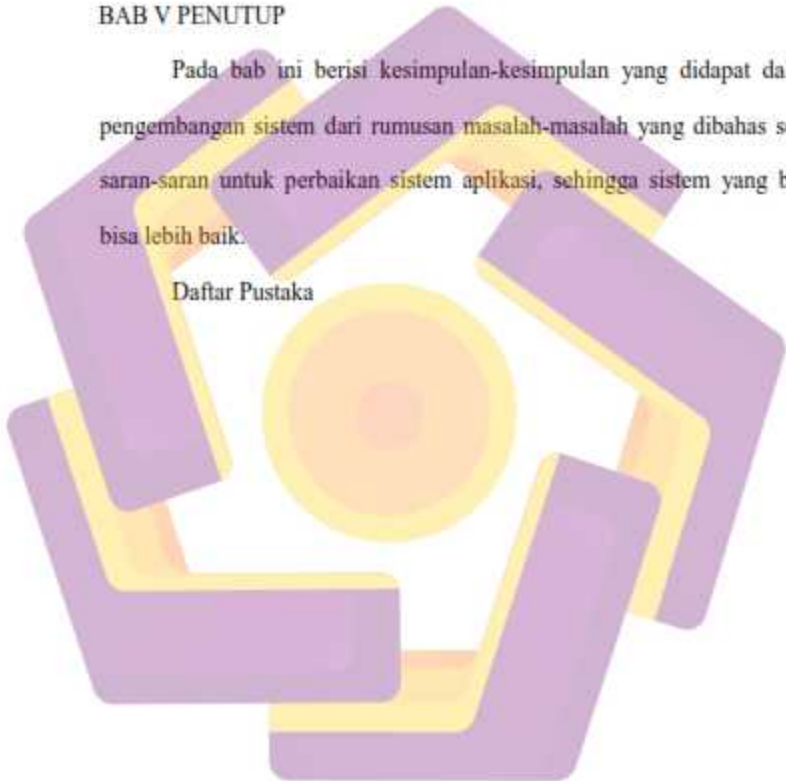 BAB V PENUTUP
Pada bab ini berisi kesimpulan-kesimpulan yang didapat
pengembangan sistem dari rumusan masalah-masalah yang dibahas
saran-saran untuk perbaikan sistem aplikasi, sehingga sistem yang
bisa lebih baik.
Daftar Pustaka